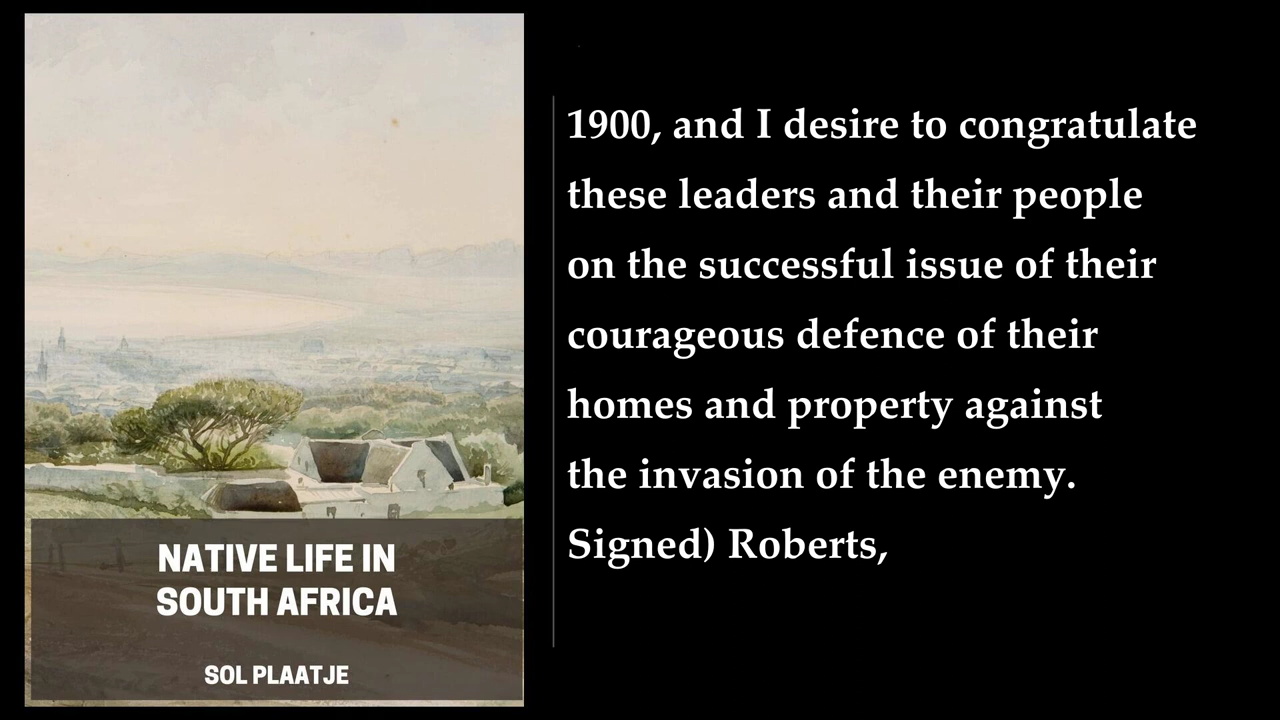 NATIVE LIFE IN
SOUTH AFRICA
SOL PLAATJE
1900, and I desire to congratulate
these leaders and their people
on the successful issue of their
courageous defence of their
homes and property against
the invasion of the enemy.
Signed) Roberts,